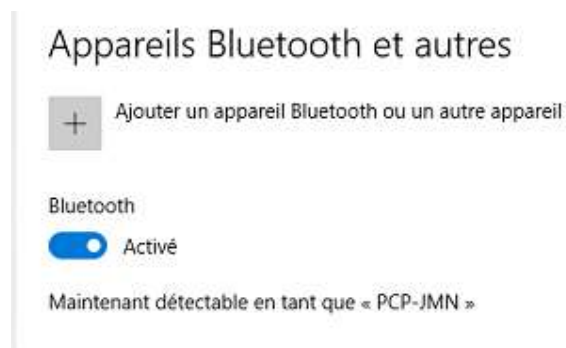 Appareils Bluetooth et autres
Ajouter un appareil Bluetooth ou un autre appareil
Bluetooth
Activé
Maintenant détectable en tant que « PCP-JMN »